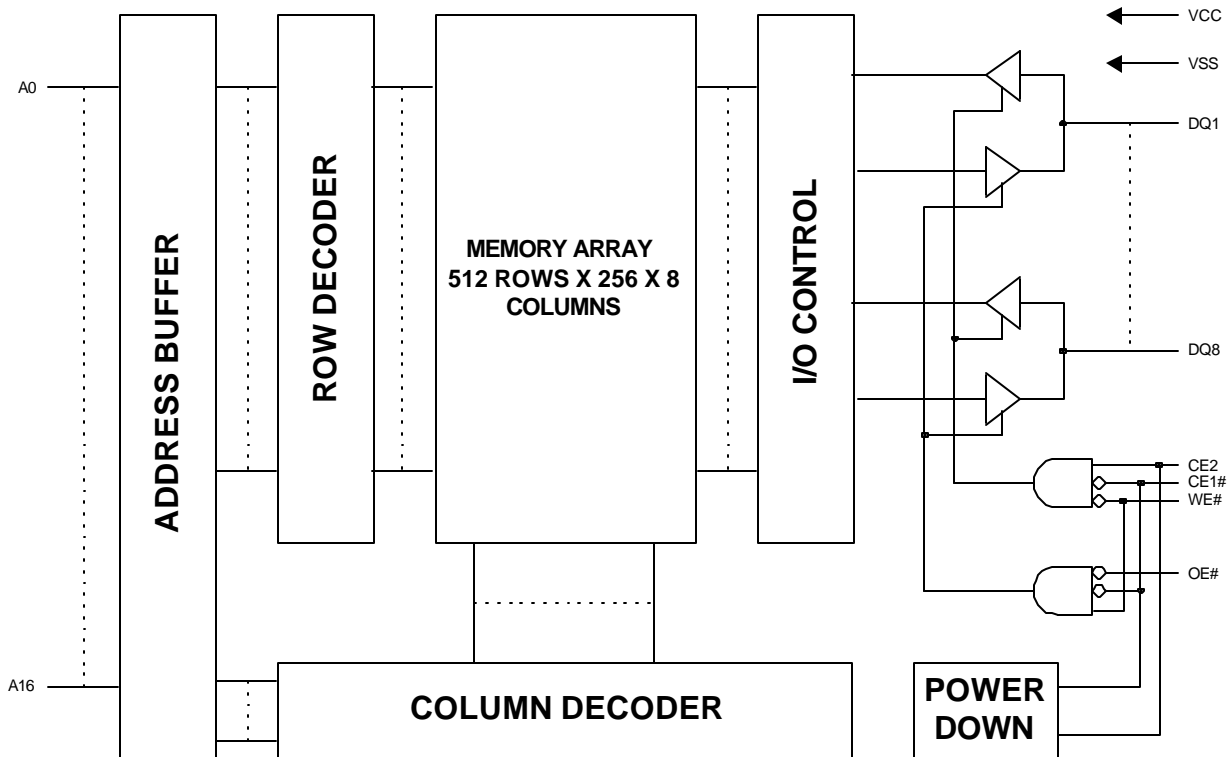 VCC
VSS
A0
DQ1
ADDRESS BUFFER
ROW DECODER
MEMORY ARRAY
512 ROWS X 256 X 8
COLUMNS
I/O CONTROL
DQ8
CE2
CE1#
WE#
OE#
A16
COLUMN DECODER
POWER
DOWN